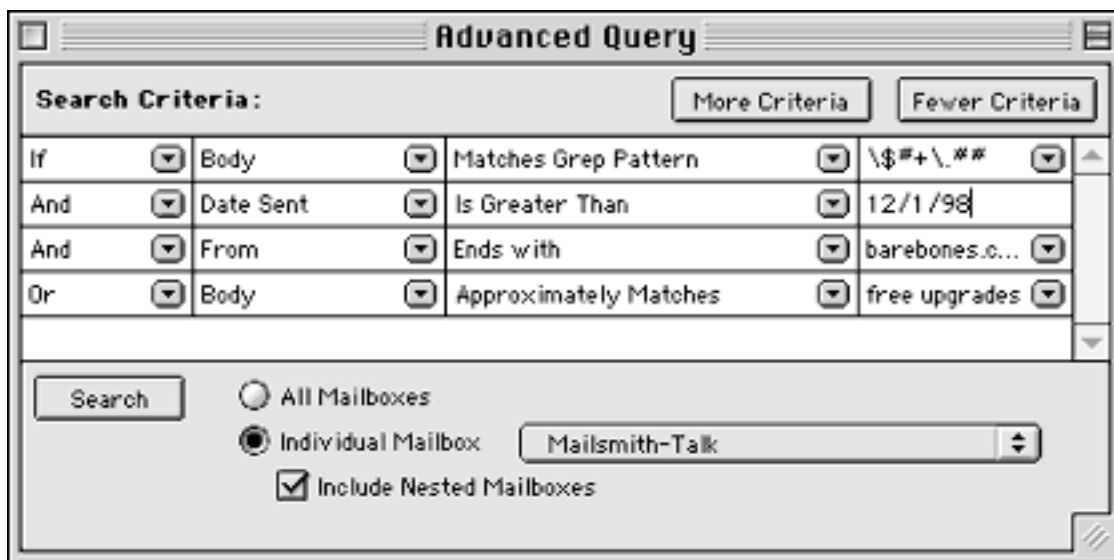 Advanced Query
Search Criteria: More Criteria Fewer Criteria
If Body Matches Grep Pattern \$#+\.##
And Date Sent Is Greater Than 12/1/98
And From Ends with barebones.c...
Or Body Approximately Matches free upgrades
Search All Mailboxes
Individual Mailbox Mailsmith-Talk
Include Nested Mailboxes